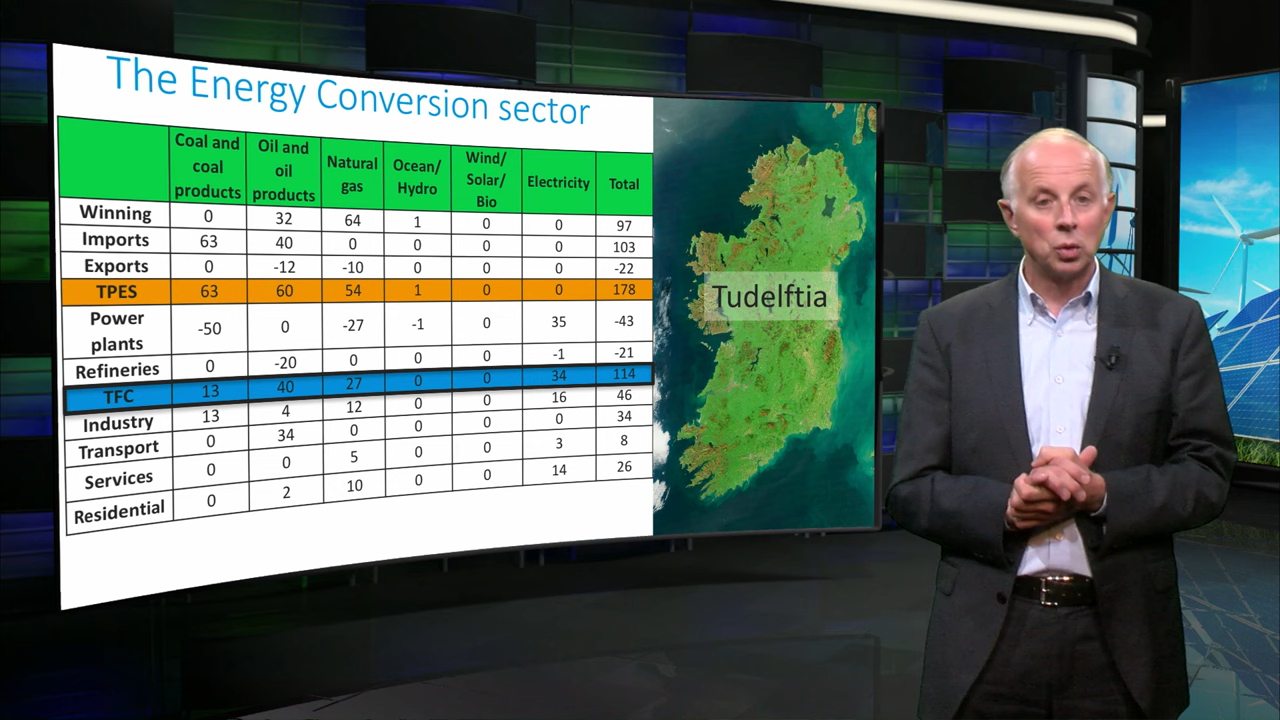 The Energy Conversion sector
Coal and coal products Oil and oil products Natural gas Ocean/ Hydro Wind/ Solar/ Bio Electricity Total
Winning 0 32 64 1 0 0 97
Imports 63 40 0 0 0 0 103
Exports 0 -12 -10 0 0 0 -22
TPES 63 60 54 1 0 0 178
Power plants -50 0 -27 -1 0 35 -43
Refineries 0 -20 0 0 0 -1 -21
TFC 13 40 27 0 0 34 114
Industry 13 4 12 0 0 16 46
Transport 0 34 0 0 0 0 34
Services 0 0 5 0 0 3 8
Residential 0 2 10 0 0 14 26
Tudelftia